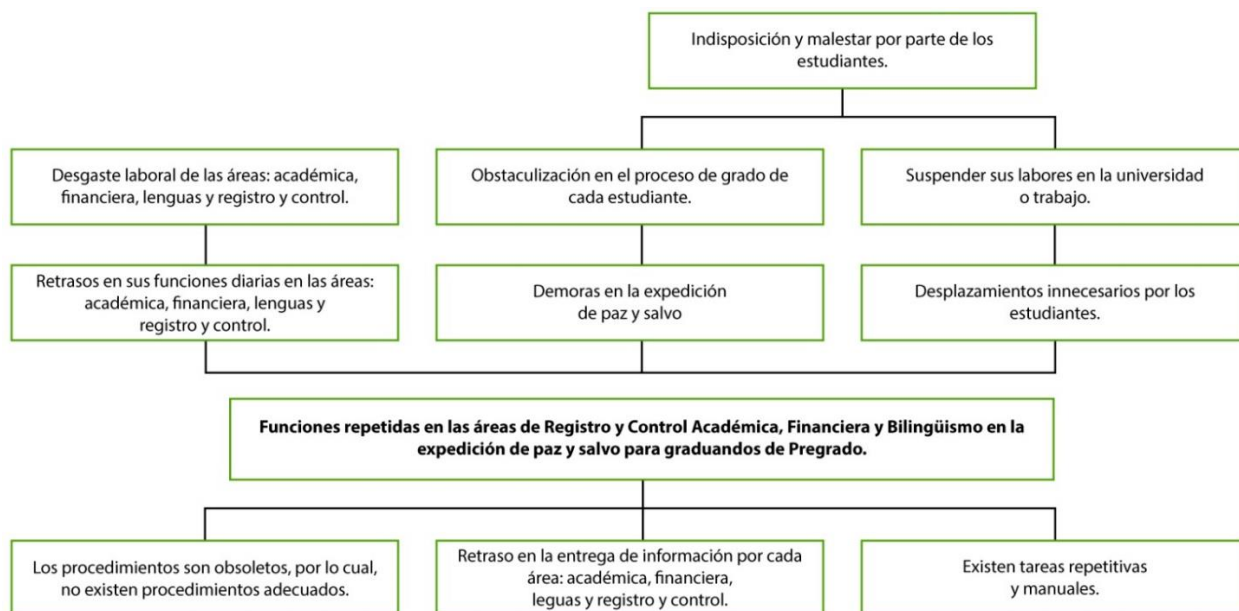 Indisposición y malestar por parte de los
estudiantes.
Desgaste laboral de las áreas: académica,
financiera, lenguas y registro y control.
Obstaculización en el proceso de grado de
cada estudiante.
Suspender sus labores en la universidad
o trabajo.
Retrasos en sus funciones diarias en las áreas:
académica, financiera, lenguas y
registro y control.
Demoras en la expedición
de paz y salvo
Desplazamientos innecesarios por los
estudiantes.
Funciones repetidas en las áreas de Registro y Control Académica, Financiera y Bilingüismo en la
expedición de paz y salvo para graduandos de Pregrado.
Los procedimientos son obsoletos, por lo cual,
no existen procedimientos adecuados.
Retraso en la entrega de información por cada
área: académica, financiera,
leguas y registro y control.
Existen tareas repetitivas
y manuales.